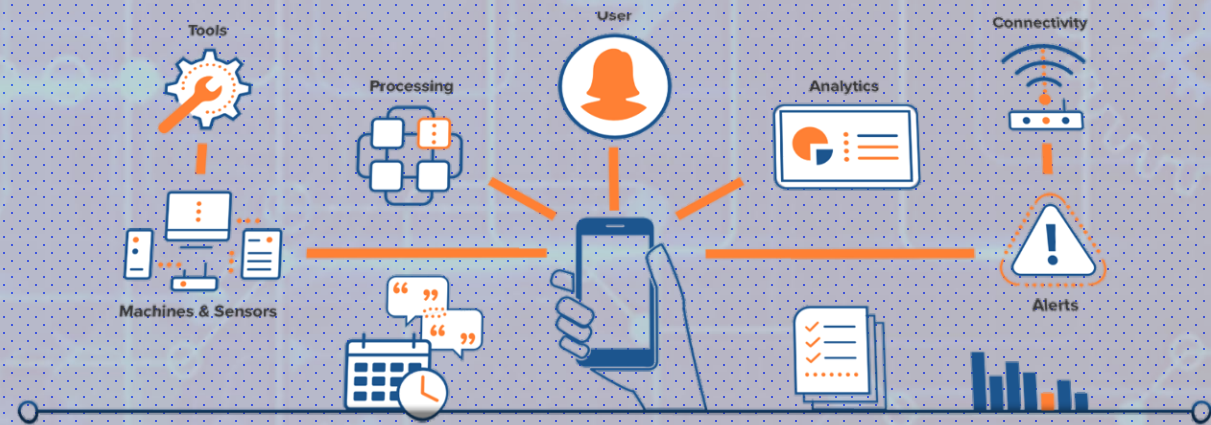 User
Connectivity
Tools
Processing
Analytics
Machines & Sensors
Alerts